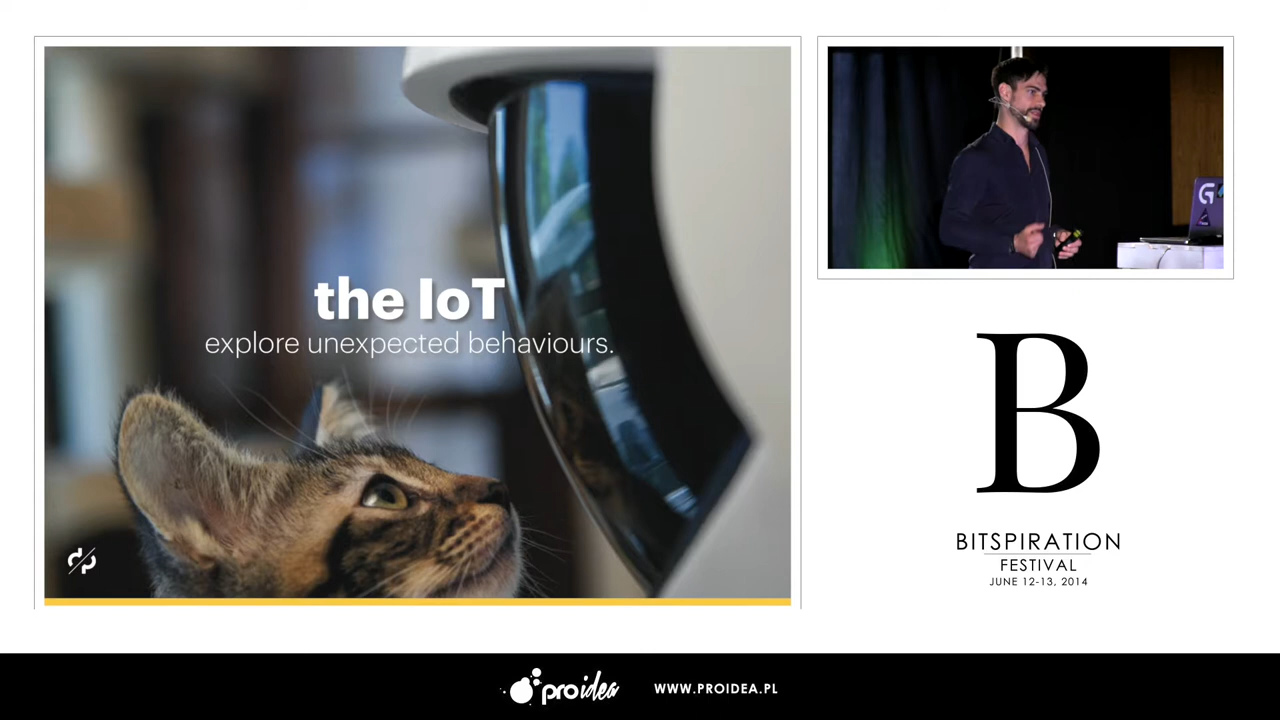 the IoT
explore unexpected behaviours.
d/p
G
B
BITSPIRATION
FESTIVAL
JUNE 12-13, 2014
proidea
WWW.PROIDEA.PL